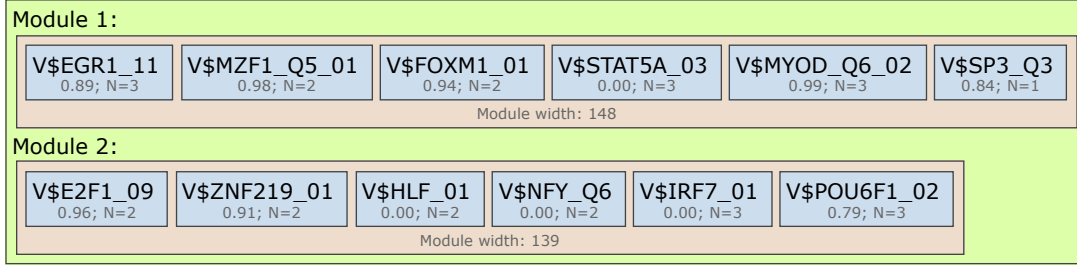 Module 1:
V$EGR1_11 V$MZF1_Q5_01 V$FOXM1_01 V$STAT5A_03 V$MYOD_Q6_02 V$SP3_Q3
0.89; N=3 0.98; N=2 0.94; N=2 0.00; N=3 0.99; N=2 0.84; N=1
Module width: 148
Module 2:
V$E2F1_09 V$ZNF219_01 V$HLF_01 V$NFY_Q6 V$IRF7_01 V$POU6F1_02
0.96; N=2 0.91; N=2 0.00; N=2 0.00; N=2 0.00; N=3 0.79; N=3
Module width: 139